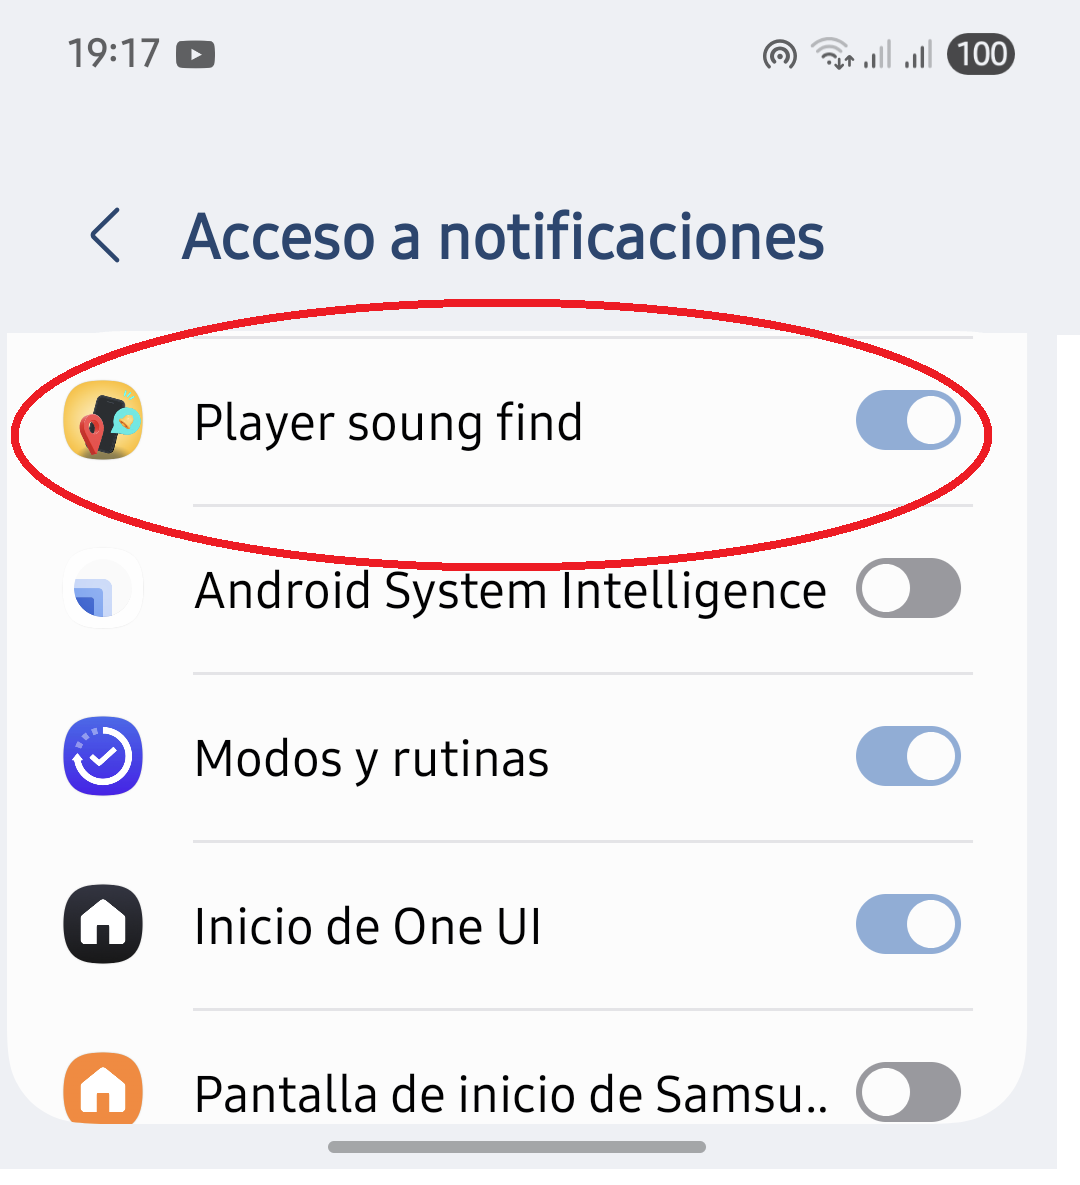 19:17
100
Acceso a notificaciones
Player soung find
Android System Intelligence
Modos y rutinas
Inicio de One UI
Pantalla de inicio de Samsu..